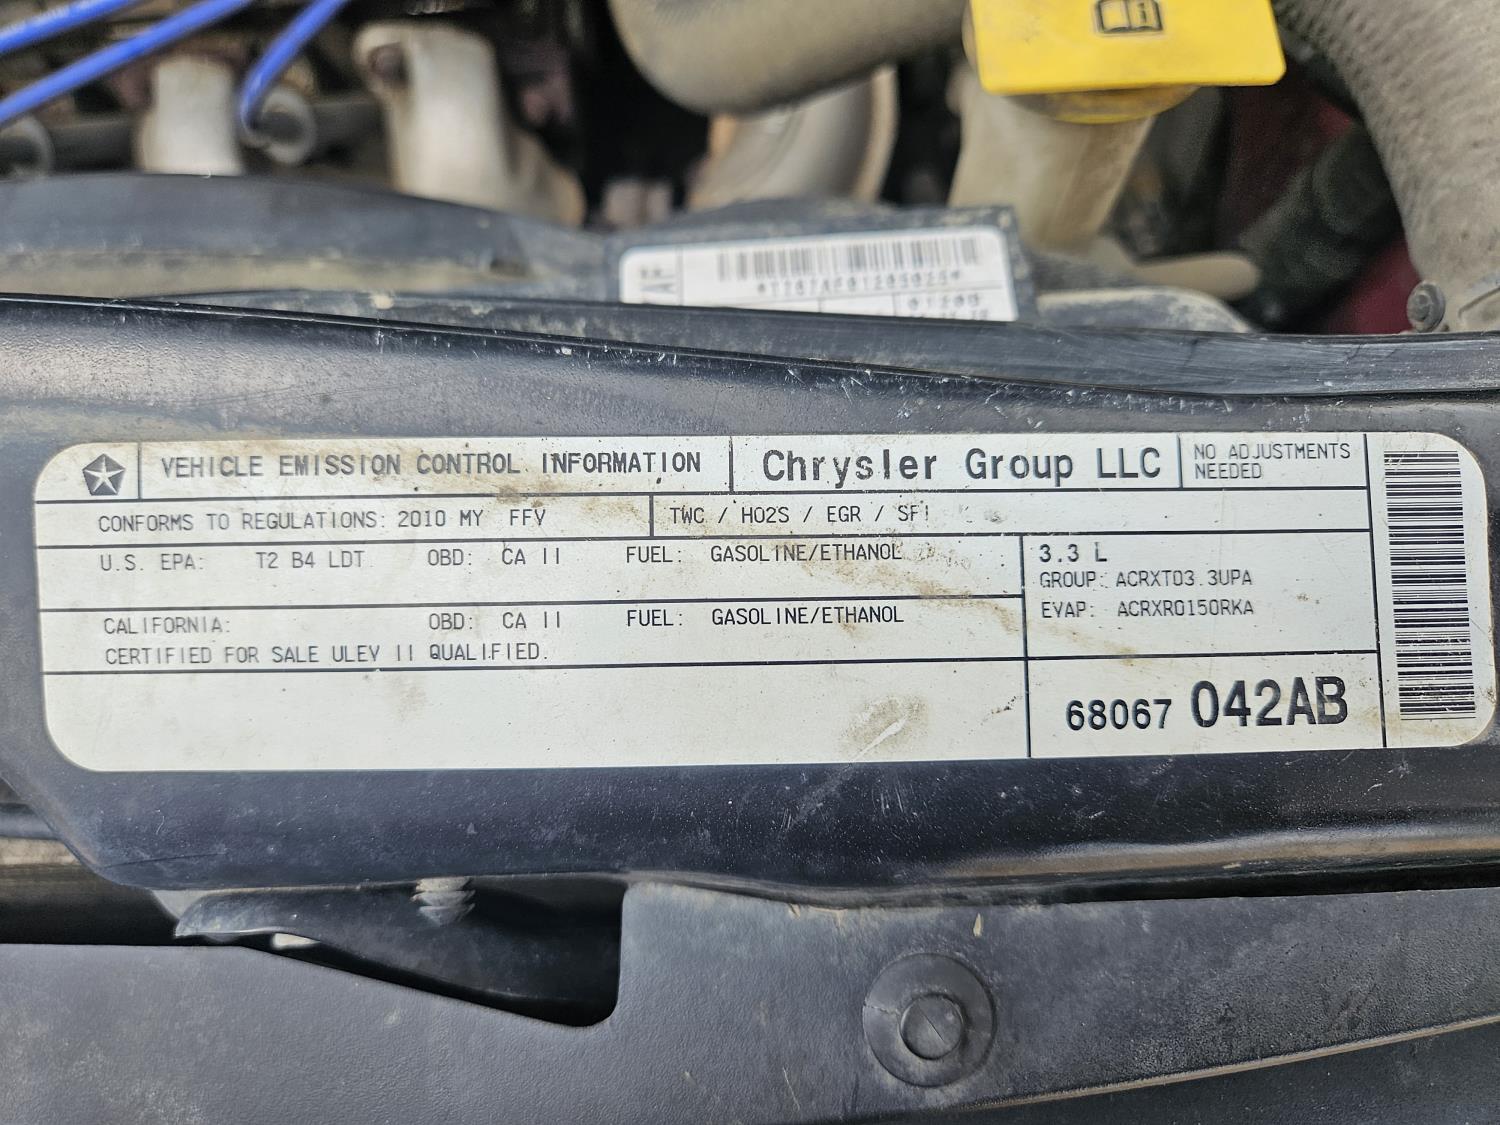 VEHICLE EMISSION CONTROL INFORMATION
Chrysler Group LLC
NO ADJUSTMENTS
NEEDED
CONFORMS TO REGULATIONS: 2010 MY FFV
TWC / HO2S / EGR / SFI
U.S. EPA: T2 B4 LDT OBD: CA II FUEL: GASOLINE/ETHANOL
CALIFORNIA: OBD: CA II FUEL: GASOLINE/ETHANOL
CERTIFIED FOR SALE ULEV II QUALIFIED.
3.3 L
GROUP: ACRXT03.3UPA
EVAP: ACRXR0150RKA
68067 042AB